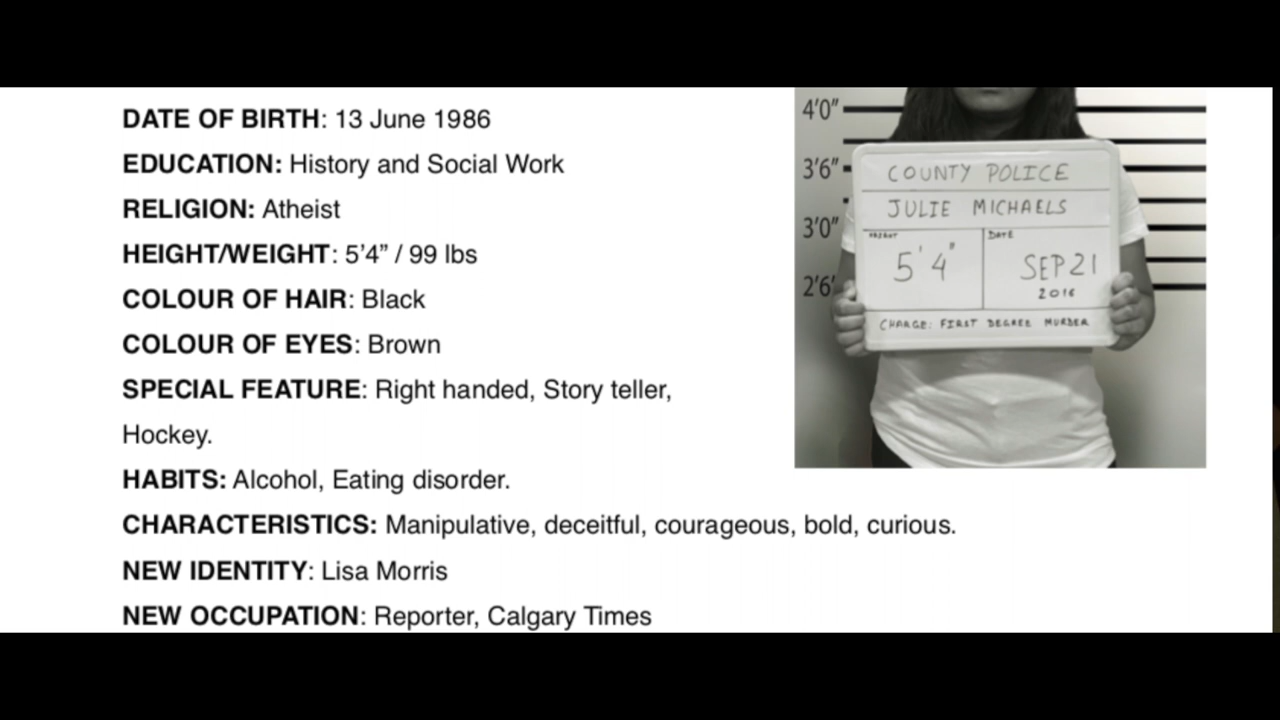 DATE OF BIRTH: 13 June 1986
EDUCATION: History and Social Work
RELIGION: Atheist
HEIGHT/WEIGHT: 5’4” / 99 lbs
COLOUR OF HAIR: Black
COLOUR OF EYES: Brown
SPECIAL FEATURE: Right handed, Story teller,
Hockey.
HABITS: Alcohol, Eating disorder.
CHARACTERISTICS: Manipulative, deceitful, courageous, bold, curious.
NEW IDENTITY: Lisa Morris
NEW OCCUPATION: Reporter, Calgary Times
4'0"
3'6"
3'0"
2'6
COUNTY POLICE
JULIE MICHAELS
HEIGHT
5'4"
DATE
SEP 21
2016
CHARGE: FIRST DEGREE MURDER